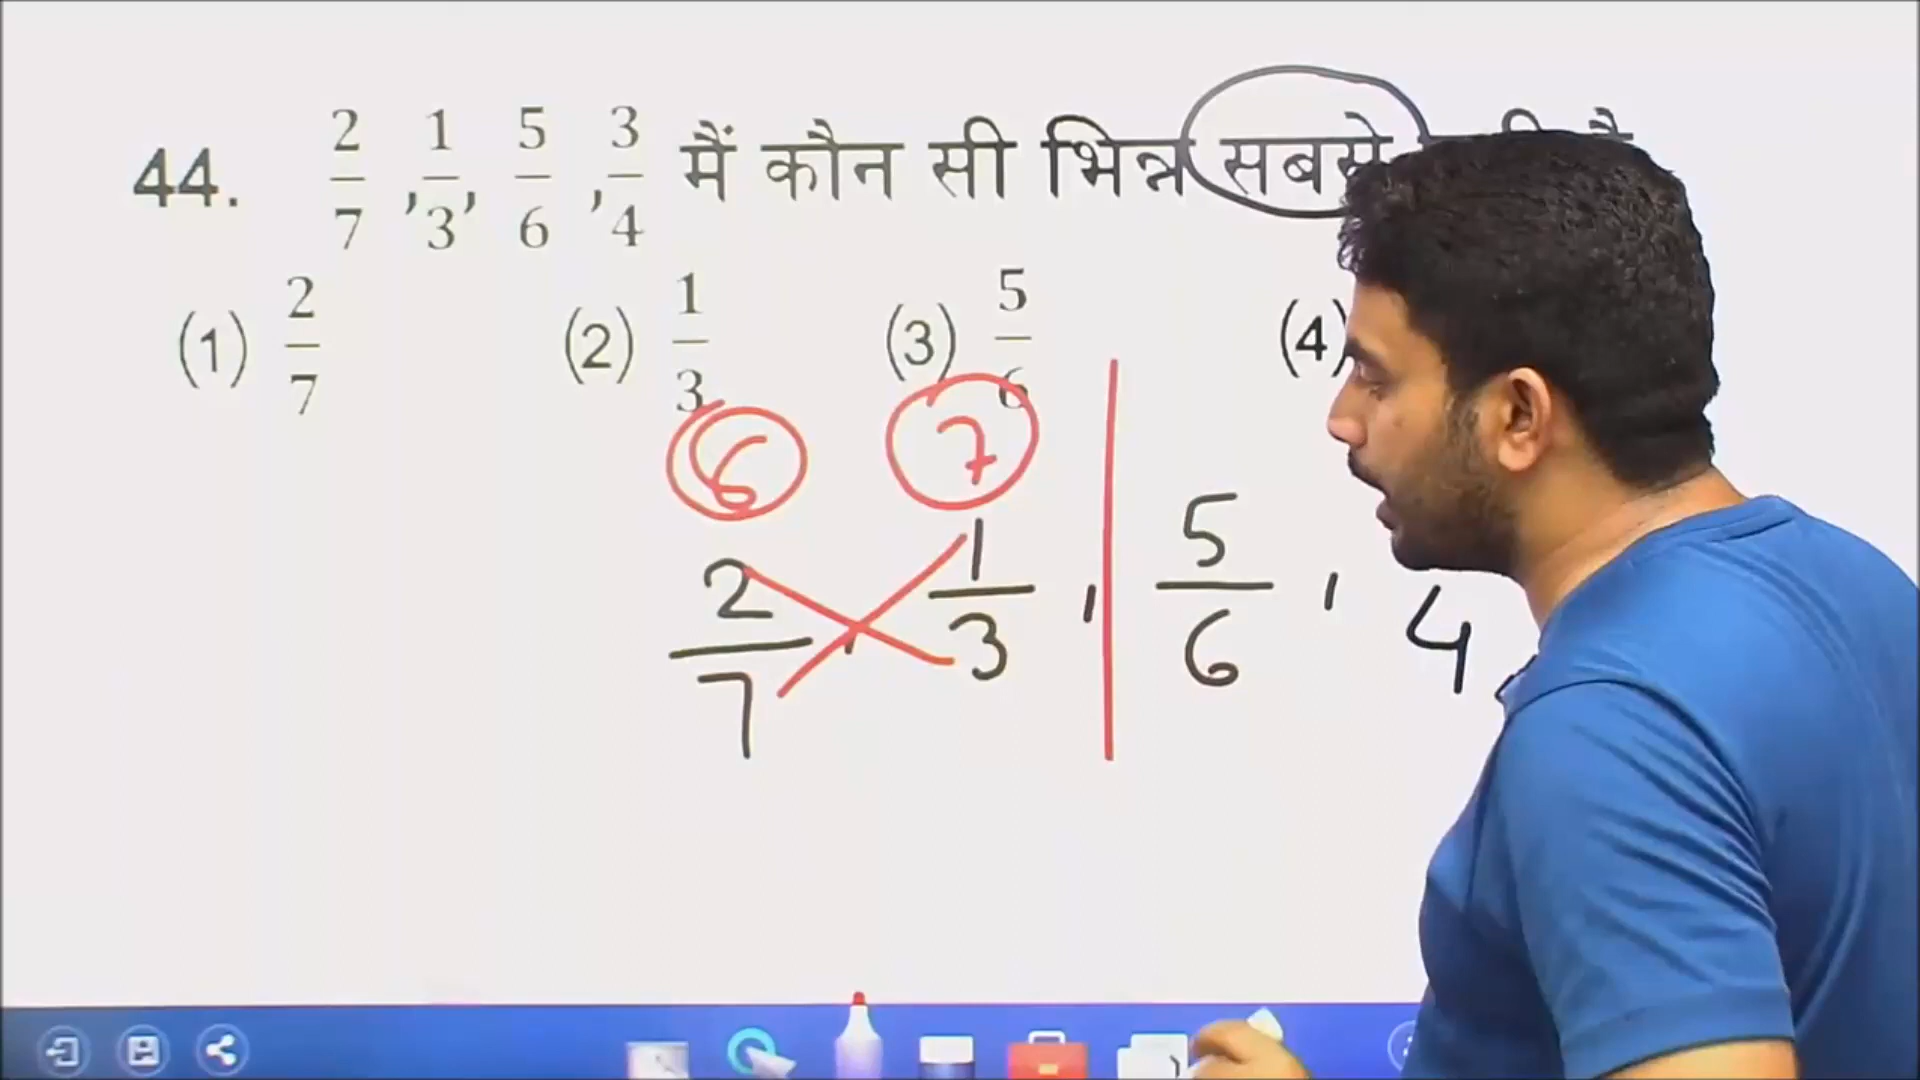 44. 2/7 ,1/3, 5/6 ,3/4 मैं कौन सी भिन्न सबसे
(1) 2/7 (2) 1/3 (3) 5/6 (4)
6 7
2/7 , 1/3 , 5/6 , 4